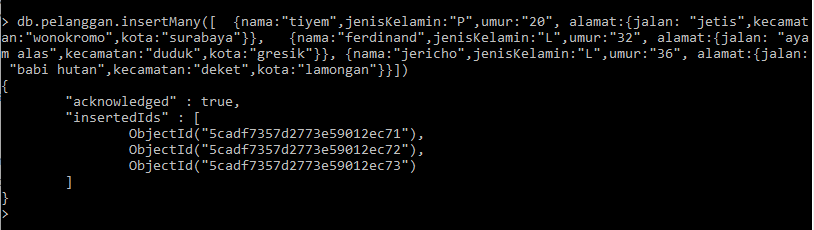 > db.pelanggan.insertMany([  {nama:"tiyem",jenisKelamin:"P",umur:"20", alamat:{jalan: "jetis",kecamat
an:"wonokromo",kota:"surabaya"}},   {nama:"ferdinand",jenisKelamin:"L",umur:"32", alamat:{jalan: "aya
m alas",kecamatan:"duduk",kota:"gresik"}}, {nama:"jericho",jenisKelamin:"L",umur:"36", alamat:{jalan:
 "babi hutan",kecamatan:"deket",kota:"lamongan"}}])
{
        "acknowledged" : true,
        "insertedIds" : [
                ObjectId("5cadf7357d2773e59012ec71"),
                ObjectId("5cadf7357d2773e59012ec72"),
                ObjectId("5cadf7357d2773e59012ec73")
        ]
}
>